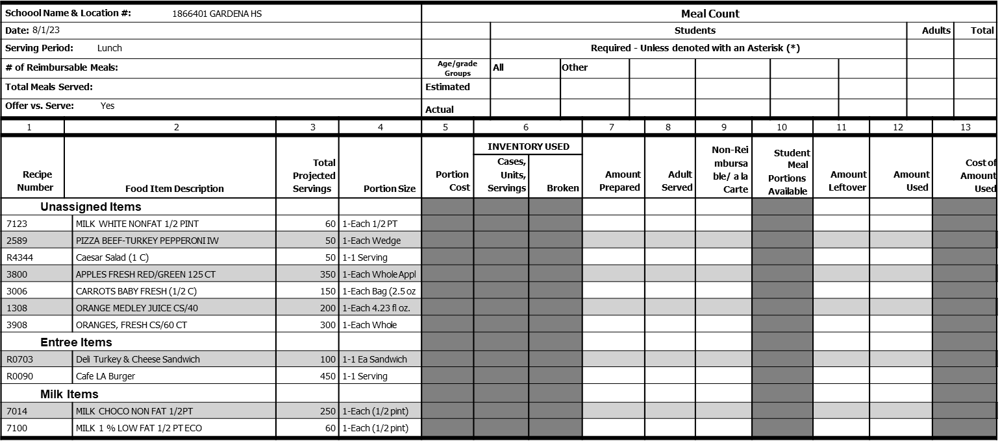 Schoool Name & Location #: 1866401 GARDENA HS Meal Count
Date: 8/1/23 Students Adults Total
Serving Period: Lunch Required - Unless denoted with an Asterisk (*)
# of Reimbursable Meals: Age/grade Groups All Other
Total Meals Served: Estimated
Offer vs. Serve: Yes Actual
1 2 3 4 5 6 7 8 9 10 11 12 13
Recipe Number Food Item Description Total Projected Servings Portion Size Portion Cost INVENTORY USED Cases, Units, Servings Broken Amount Prepared Adult Served Non-Rei mbursa ble/ a la Carte Student Meal Portions Available Amount Leftover Amount Used Cost of Amount Used
Unassigned Items
7123 MILK WHITE NONFAT 1/2 PINT 60 1-Each 1/2 PT
2589 PIZZA BEEF-TURKEY PEPPERONI IW 50 1-Each Wedge
R4344 Caesar Salad (1 C) 50 1-1 Serving
3800 APPLES FRESH RED/GREEN 125 CT 350 1-Each Whole Appl
3006 CARROTS BABY FRESH (1/2 C) 150 1-Each Bag (2.5 oz
1308 ORANGE MEDLEY JUICE CS/40 200 1-Each 4.23 fl oz.
3908 ORANGES, FRESH CS/60 CT 300 1-Each Whole
Entree Items
R0703 Deli Turkey & Cheese Sandwich 100 1-1 Ea Sandwich
R0090 Cafe LA Burger 450 1-1 Serving
Milk Items
7014 MILK CHOCO NON FAT 1/2PT 250 1-Each (1/2 pint)
7100 MILK 1 % LOW FAT 1/2 PT ECO 60 1-Each (1/2 pint)